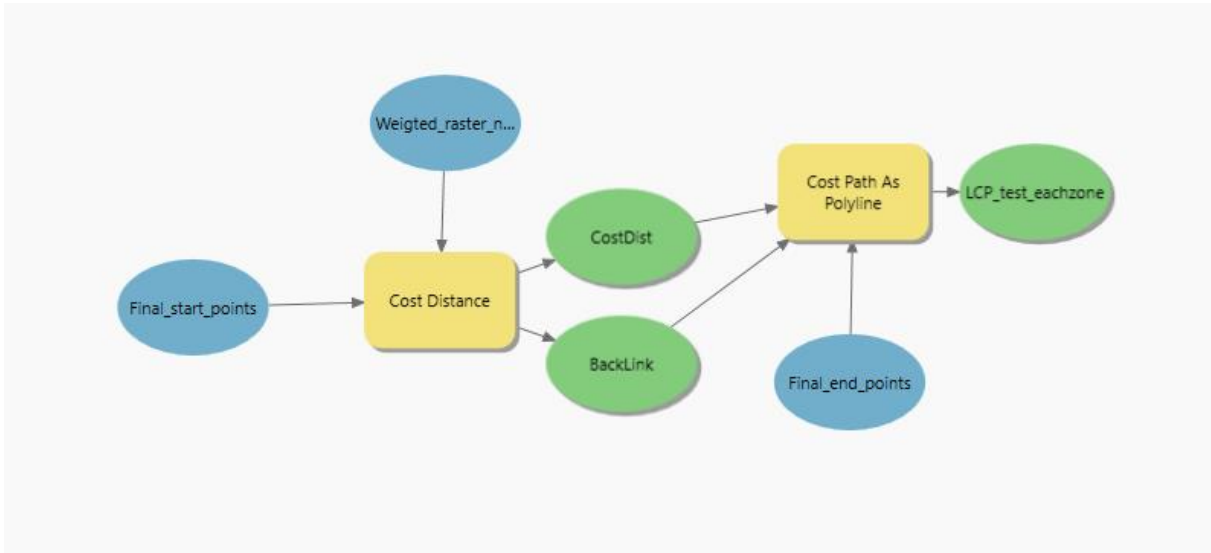 Weigted_raster_n...
Cost Path As
Polyline
LCP_test_eachzone
CostDist
Final_start_points
Cost Distance
BackLink
Final_end_points